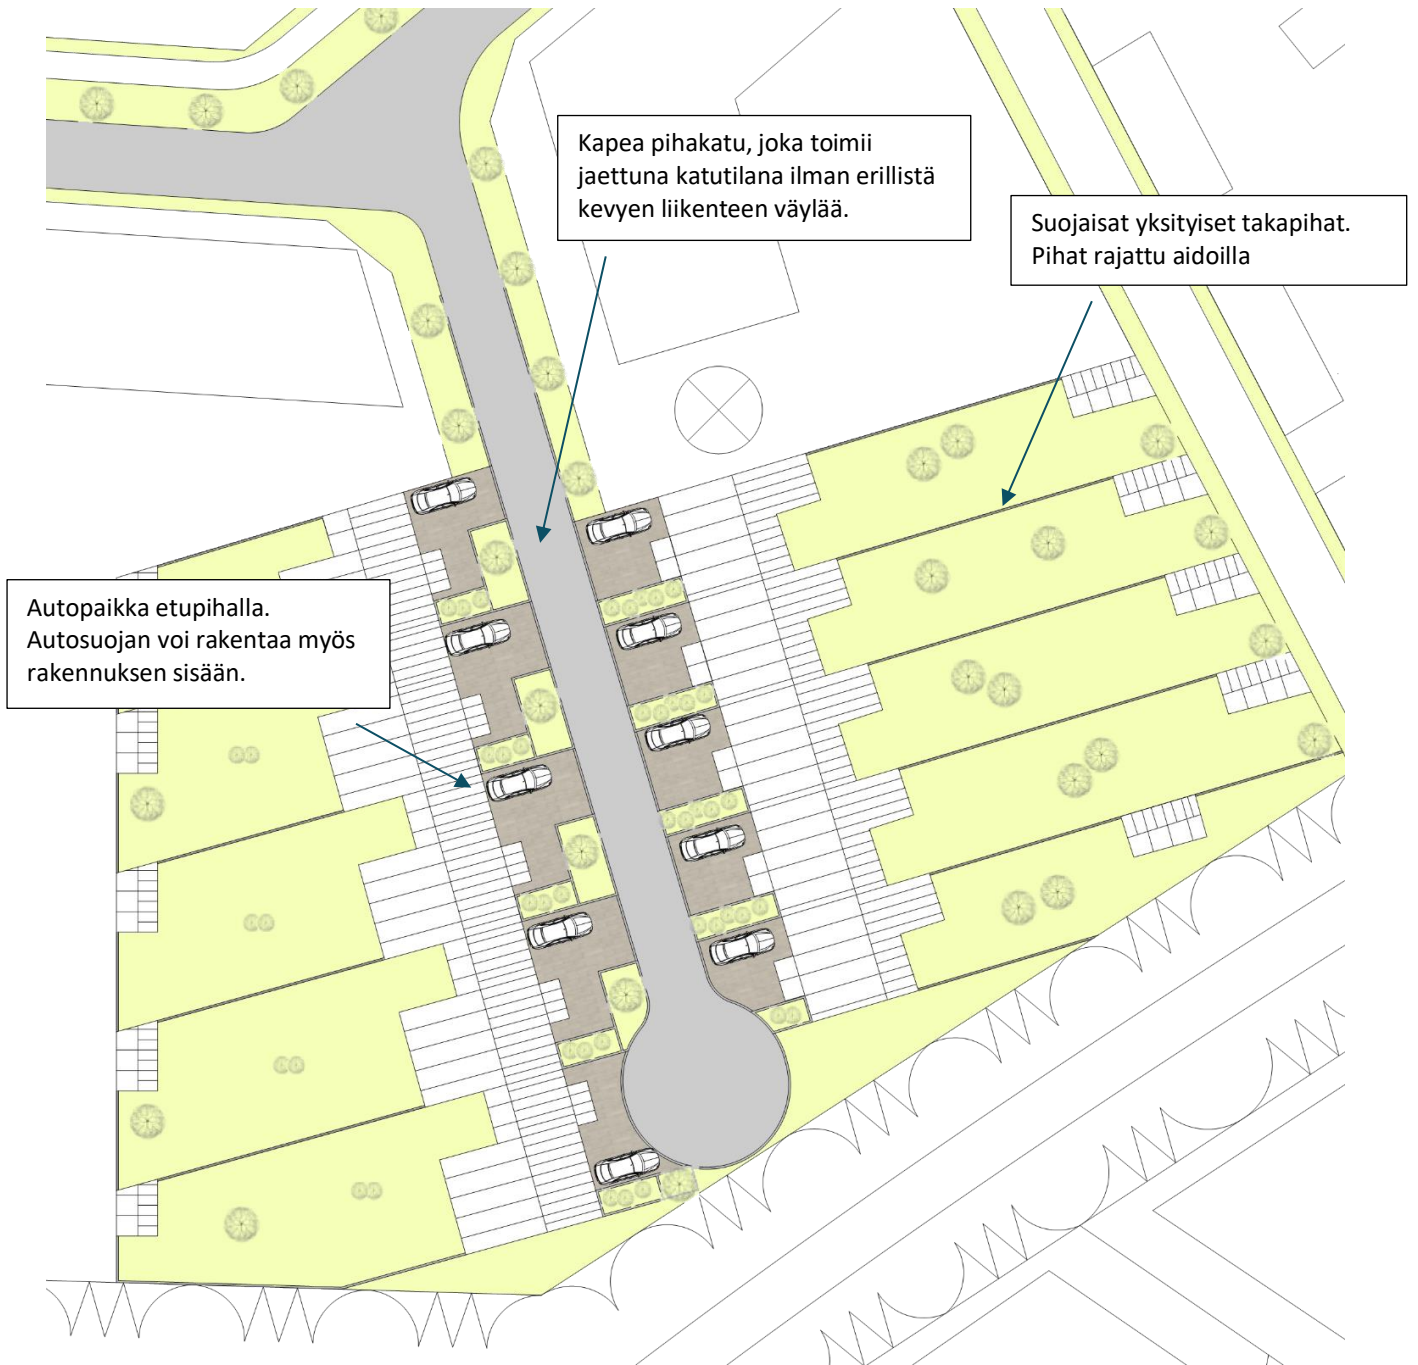 Kapea pihakatu, joka toimii
jaettuna katutilana ilman erillistä
kevyen liikenteen väylää.
Suojaisat yksityiset takapihat.
Pihat rajattu aidoilla
Autopaikka etupihalla.
Autosuojan voi rakentaa myös
rakennuksen sisään.